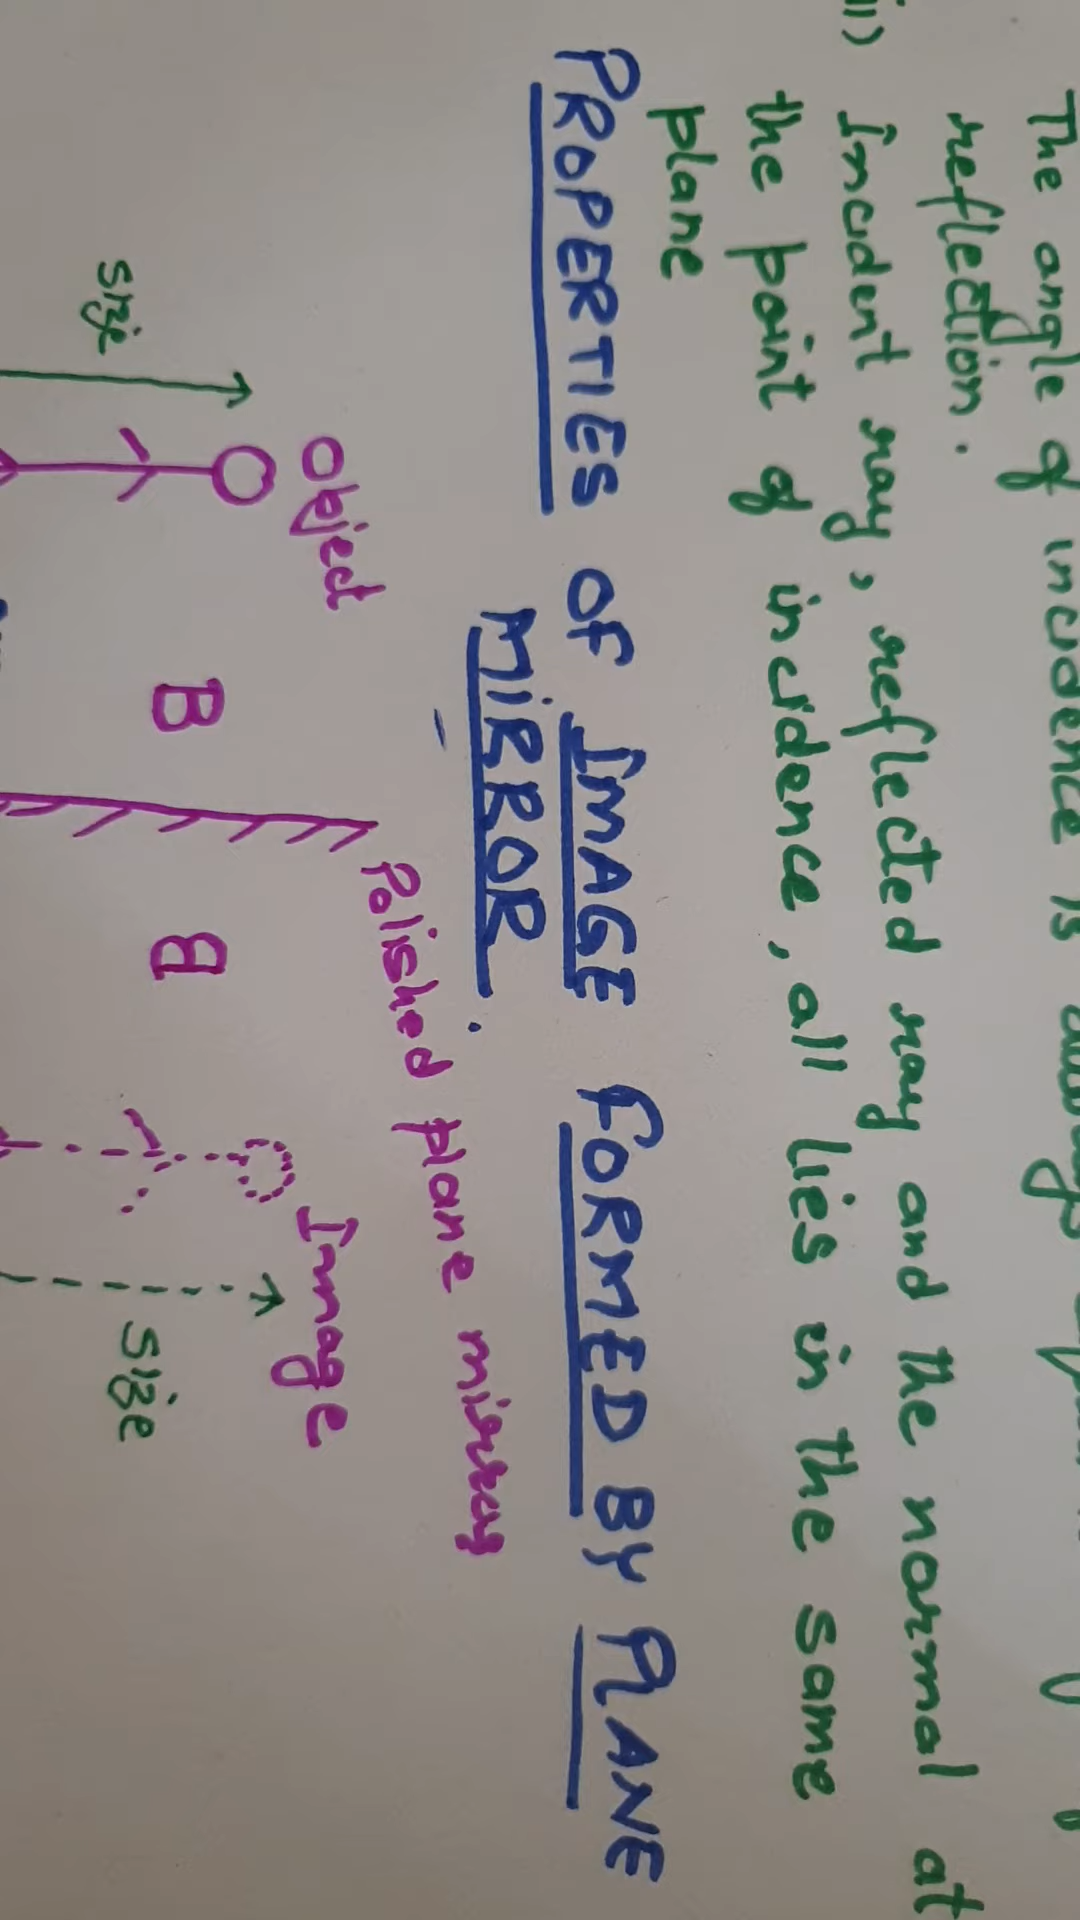 The angle of incidence is always
reflection.
ii) Incident ray, reflected ray and the normal at
the point of incidence, all lies in the same
plane
PROPERTIES OF IMAGE FORMED BY PLANE
MIRROR.
Polished plane mirror
Object
Image
Size
B
B
Size